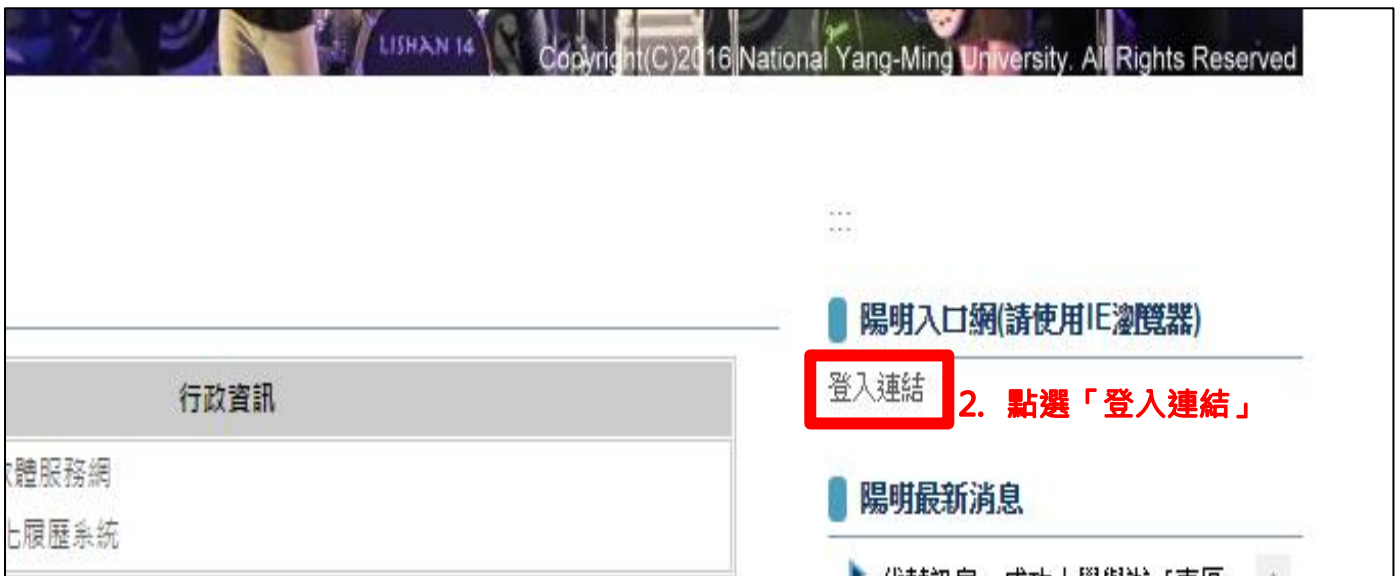 LISHAN 14
Copyright(C)2016 National Yang-Ming University. All Rights Reserved
陽明入口網(請使用IE瀏覽器)
登入連結
2. 點選「登入連結」
行政資訊
體服務網
履歷系統
陽明最新消息